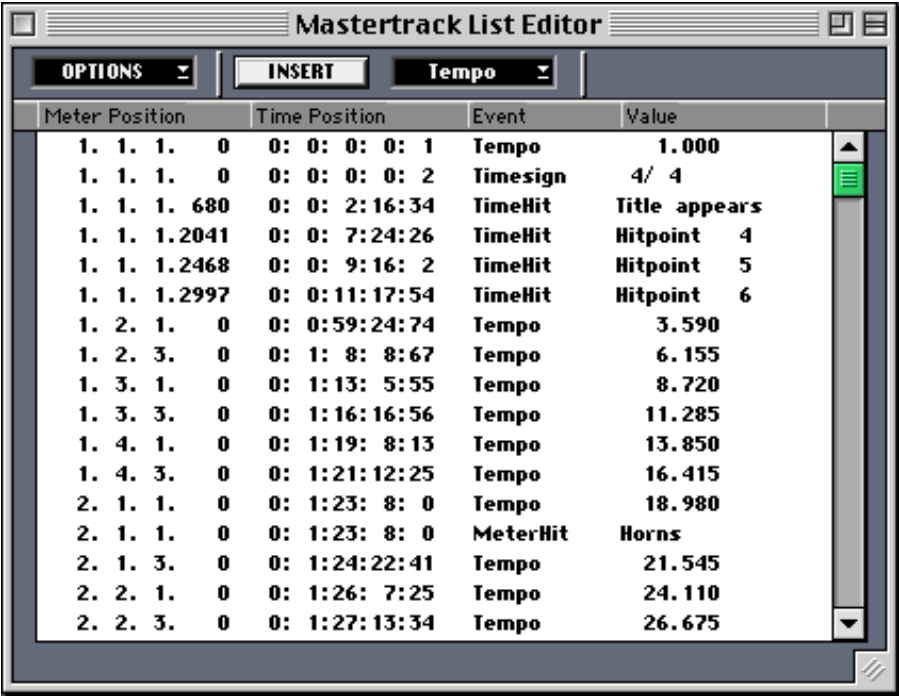 Mastertrack List Editor
OPTIONS INSERT Tempo
Meter Position Time Position Event Value
1. 1. 1. 0 0: 0: 0: 0: 1 Tempo 1.000
1. 1. 1. 0 0: 0: 0: 0: 2 Timesign 4/ 4
1. 1. 1. 680 0: 0: 2:16:34 TimeHit Title appears
1. 1. 1.2041 0: 0: 7:24:26 TimeHit Hitpoint 4
1. 1. 1.2468 0: 0: 9:16: 2 TimeHit Hitpoint 5
1. 1. 1.2997 0: 0:11:17:54 TimeHit Hitpoint 6
1. 2. 1. 0 0: 0:59:24:74 Tempo 3.590
1. 2. 3. 0 0: 1: 8: 8:67 Tempo 6.155
1. 3. 1. 0 0: 1:13: 5:55 Tempo 8.720
1. 3. 3. 0 0: 1:16:16:56 Tempo 11.285
1. 4. 1. 0 0: 1:19: 8:13 Tempo 13.850
1. 4. 3. 0 0: 1:21:12:25 Tempo 16.415
2. 1. 1. 0 0: 1:23: 8: 0 Tempo 18.980
2. 1. 1. 0 0: 1:23: 8: 0 MeterHit Horns
2. 1. 3. 0 0: 1:24:22:41 Tempo 21.545
2. 2. 1. 0 0: 1:26: 7:25 Tempo 24.110
2. 2. 3. 0 0: 1:27:13:34 Tempo 26.675